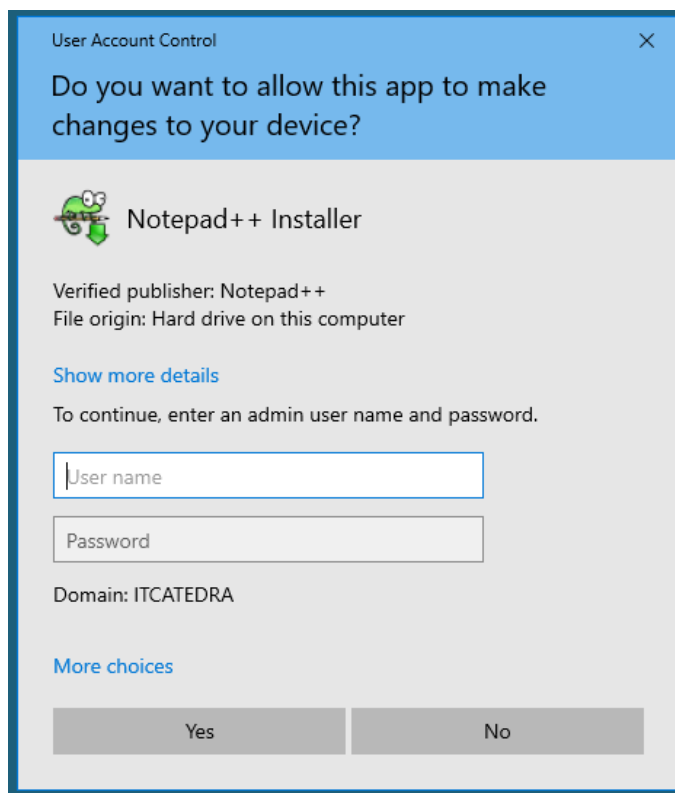 User Account Control
Do you want to allow this app to make
changes to your device?
Notepad++ Installer
Verified publisher: Notepad++
File origin: Hard drive on this computer
Show more details
To continue, enter an admin user name and password.
User name
Password
Domain: ITCATEDRA
More choices
Yes
No